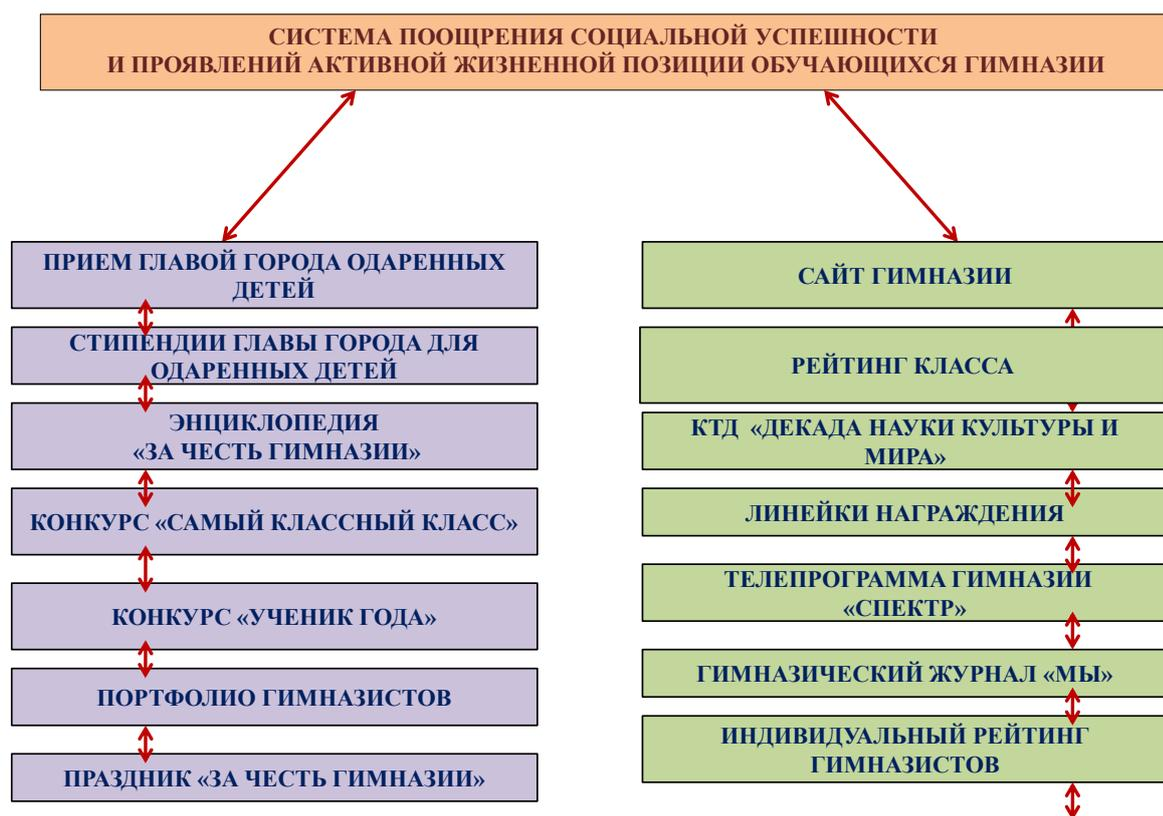 СИСТЕМА ПООЩРЕНИЯ СОЦИАЛЬНОЙ УСПЕШНОСТИ
И ПРОЯВЛЕНИЙ АКТИВНОЙ ЖИЗНЕННОЙ ПОЗИЦИИ ОБУЧАЮЩИХСЯ ГИМНАЗИИ
ПРИЕМ ГЛАВОЙ ГОРОДА ОДАРЕННЫХ
ДЕТЕЙ
СТИПЕНДИИ ГЛАВЫ ГОРОДА ДЛЯ
ОДАРЕННЫХ ДЕТЕЙ
ЭНЦИКЛОПЕДИЯ
«ЗА ЧЕСТЬ ГИМНАЗИИ»
КОНКУРС «САМЫЙ КЛАССНЫЙ КЛАСС»
КОНКУРС «УЧЕНИК ГОДА»
ПОРТФОЛИО ГИМНАЗИСТОВ
ПРАЗДНИК «ЗА ЧЕСТЬ ГИМНАЗИИ»
САЙТ ГИМНАЗИИ
РЕЙТИНГ КЛАССА
КТД «ДЕКАДА НАУКИ КУЛЬТУРЫ И
МИРА»
ЛИНЕЙКИ НАГРАЖДЕНИЯ
ТЕЛЕПРОГРАММА ГИМНАЗИИ
«СПЕКТР»
ГИМНАЗИЧЕСКИЙ ЖУРНАЛ «МЫ»
ИНДИВИДУАЛЬНЫЙ РЕЙТИНГ
ГИМНАЗИСТОВ